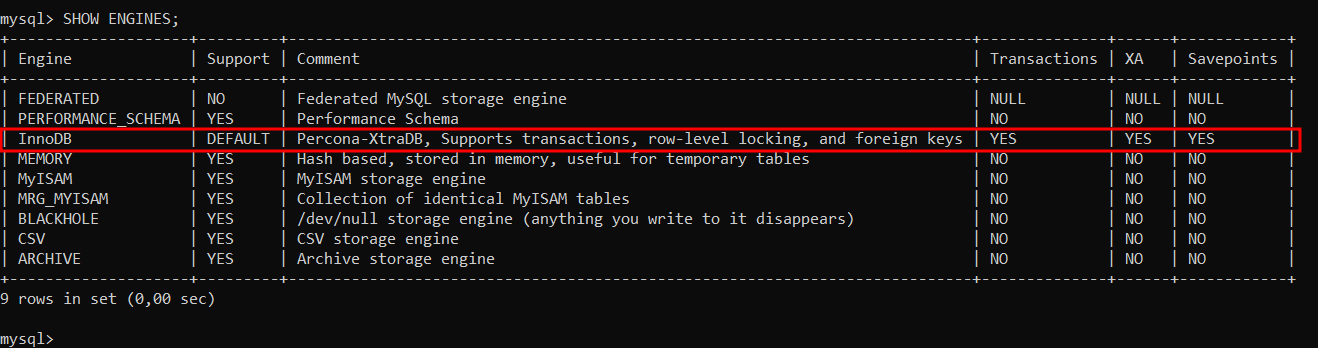 mysql> SHOW ENGINES;
+--------------------+---------+----------------------------------------------------------------------------+--------------+------+------------+
| Engine             | Support | Comment                                                                    | Transactions | XA   | Savepoints |
+--------------------+---------+----------------------------------------------------------------------------+--------------+------+------------+
| FEDERATED          | NO      | Federated MySQL storage engine                                             | NULL         | NULL | NULL       |
| PERFORMANCE_SCHEMA | YES     | Performance Schema                                                         | NO           | NO   | NO         |
| InnoDB             | DEFAULT | Percona-XtraDB, Supports transactions, row-level locking, and foreign keys | YES          | YES  | YES        |
| MEMORY             | YES     | Hash based, stored in memory, useful for temporary tables                  | NO           | NO   | NO         |
| MyISAM             | YES     | MyISAM storage engine                                                      | NO           | NO   | NO         |
| MRG_MYISAM         | YES     | Collection of identical MyISAM tables                                      | NO           | NO   | NO         |
| BLACKHOLE          | YES     | /dev/null storage engine (anything you write to it disappears)             | NO           | NO   | NO         |
| CSV                | YES     | CSV storage engine                                                         | NO           | NO   | NO         |
| ARCHIVE            | YES     | Archive storage engine                                                     | NO           | NO   | NO         |
+--------------------+---------+----------------------------------------------------------------------------+--------------+------+------------+
9 rows in set (0,00 sec)
mysql>